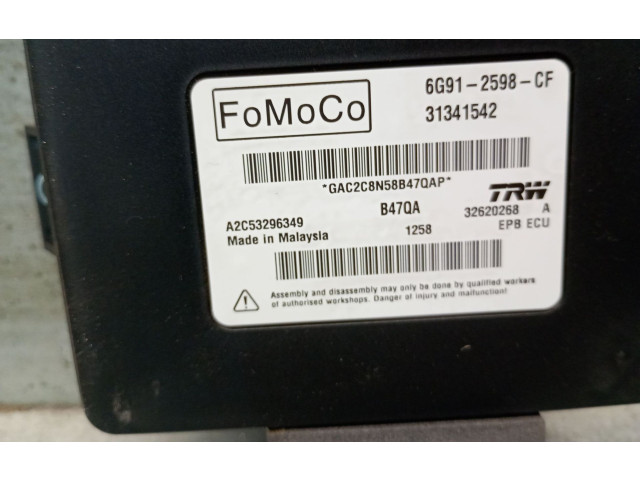 FoMoCo
6G91-2598-CF
31341542
*GAC2C8N58B47QAP*
TRW
B47QA
32620268 A
A2C53296349
1258
EPB ECU
Made in Malaysia
Assembly and disassembly may only be done by qualified workers
of authorised workshops. Danger of injury and malfunction!